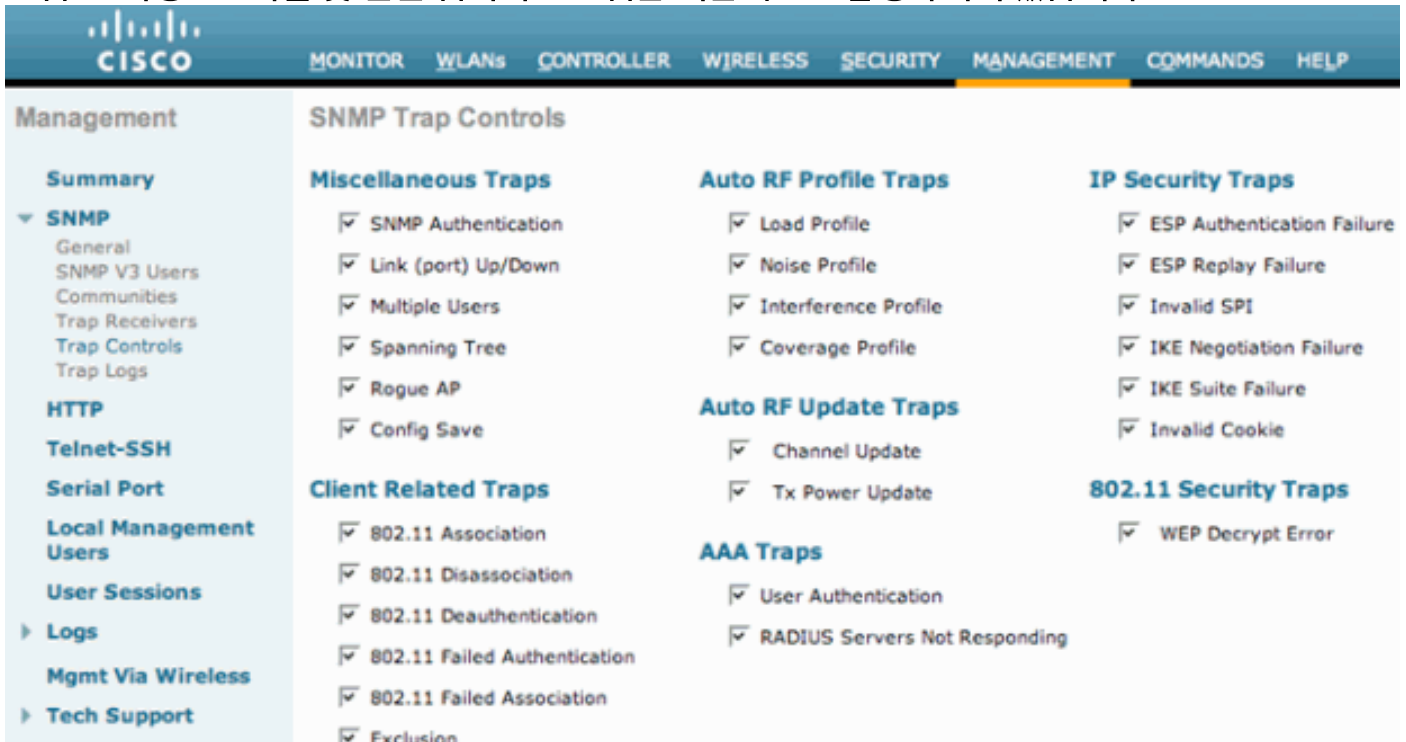 CISCO
MONITOR WLANs CONTROLLER WIRELESS SECURITY MANAGEMENT COMMANDS HELP
Management
Summary
SNMP
General
SNMP V3 Users
Communities
Trap Receivers
Trap Controls
Trap Logs
HTTP
Telnet-SSH
Serial Port
Local Management
Users
User Sessions
Logs
Mgmt Via Wireless
Tech Support
SNMP Trap Controls
Miscellaneous Traps
SNMP Authentication
Link (port) Up/Down
Multiple Users
Spanning Tree
Rogue AP
Config Save
Client Related Traps
802.11 Association
802.11 Disassociation
802.11 Deauthentication
802.11 Failed Authentication
802.11 Failed Association
Exclusion
Auto RF Profile Traps
Load Profile
Noise Profile
Interference Profile
Coverage Profile
Auto RF Update Traps
Channel Update
Tx Power Update
AAA Traps
User Authentication
RADIUS Servers Not Responding
IP Security Traps
ESP Authentication Failure
ESP Replay Failure
Invalid SPI
IKE Negotiation Failure
IKE Suite Failure
Invalid Cookie
802.11 Security Traps
WEP Decrypt Error